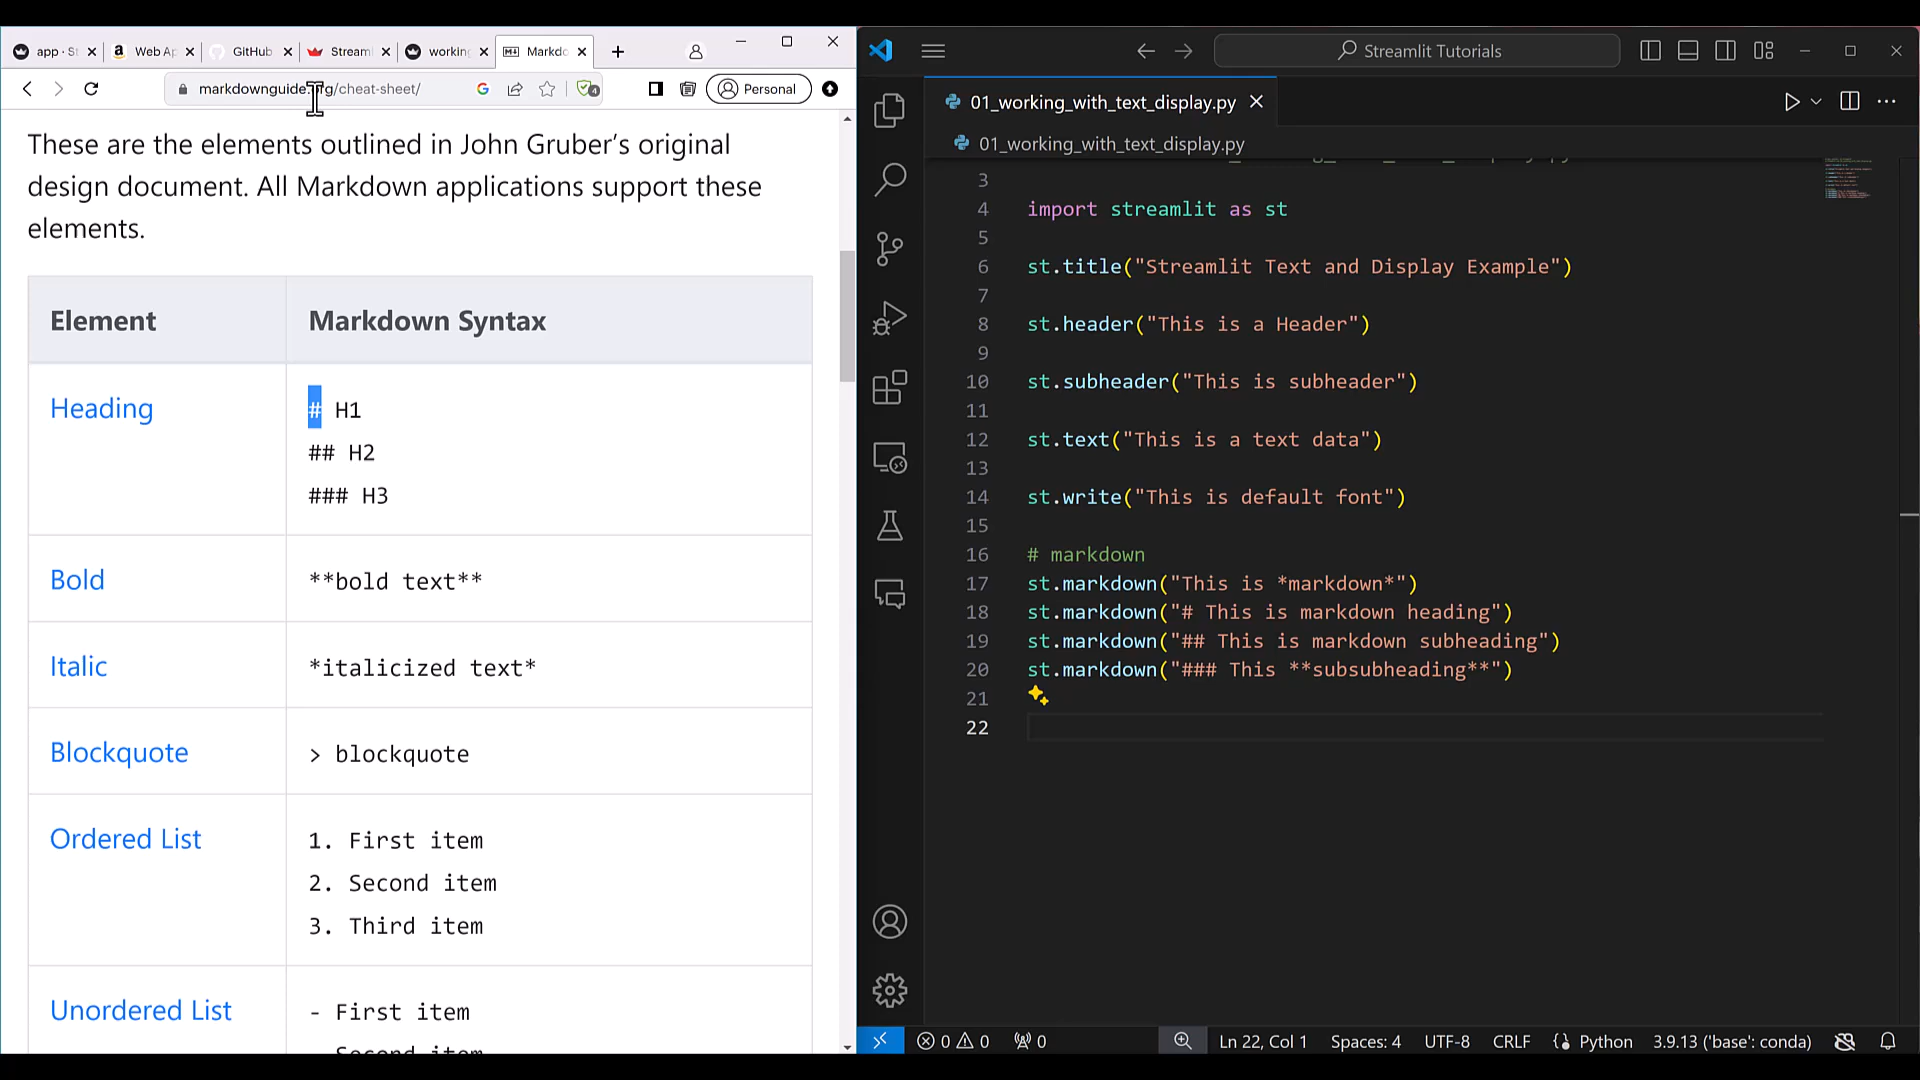 app · S
Web Ap
GitHub
Stream
working
Markdo
markdownguide.org/cheat-sheet/
Personal
These are the elements outlined in John Gruber’s original
design document. All Markdown applications support these
elements.
Element Markdown Syntax
Heading # H1
## H2
### H3
Bold **bold text**
Italic *italicized text*
Blockquote > blockquote
Ordered List 1. First item
2. Second item
3. Third item
Unordered List - First item
Second item
Streamlit Tutorials
01_working_with_text_display.py
01_working_with_text_display.py
3
4 import streamlit as st
5
6 st.title("Streamlit Text and Display Example")
7
8 st.header("This is a Header")
9
10 st.subheader("This is subheader")
11
12 st.text("This is a text data")
13
14 st.write("This is default font")
15
16 # markdown
17 st.markdown("This is *markdown*")
18 st.markdown("# This is markdown heading")
19 st.markdown("## This is markdown subheading")
20 st.markdown("### This **subsubheading**")
21
22
0 0 0 Ln 22, Col 1 Spaces: 4 UTF-8 CRLF Python 3.9.13 ('base': conda)